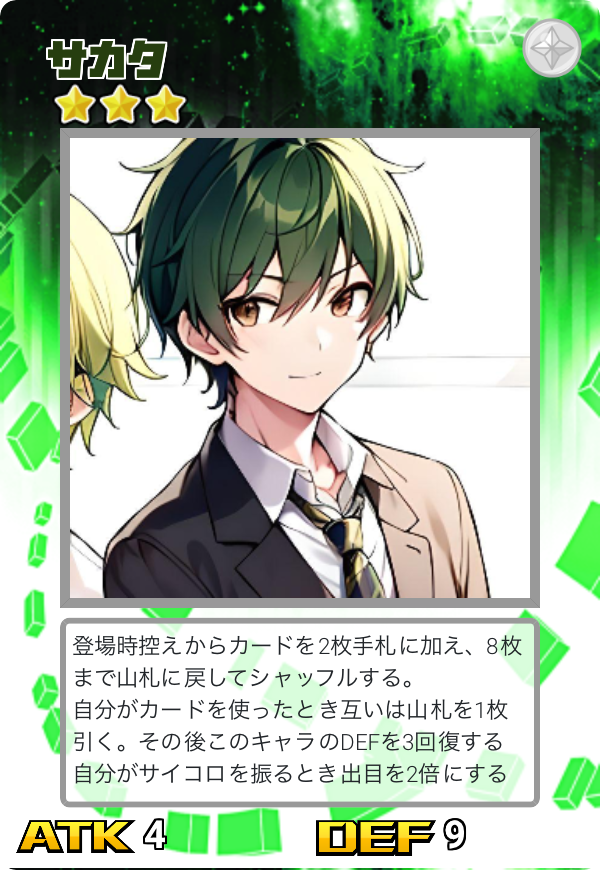 サカタ
登場時控えからカードを2枚手札に加え、8枚
まで山札に戻してシャッフルする。
自分がカードを使ったとき互いは山札を1枚
引く。その後このキャラのDEFを3回復する
自分がサイコロを振るとき出目を2倍にする
ATK 4 DEF 9